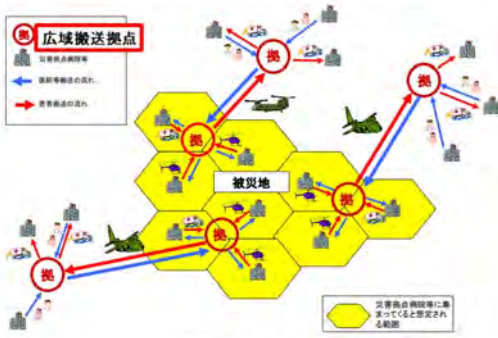 拠 広域搬送拠点
災害拠点病院等
医師等搬送の流れ
患者搬送の流れ
拠
拠
拠
被災地
拠
拠
拠
災害拠点病院等に集
まってくると想定され
る範囲